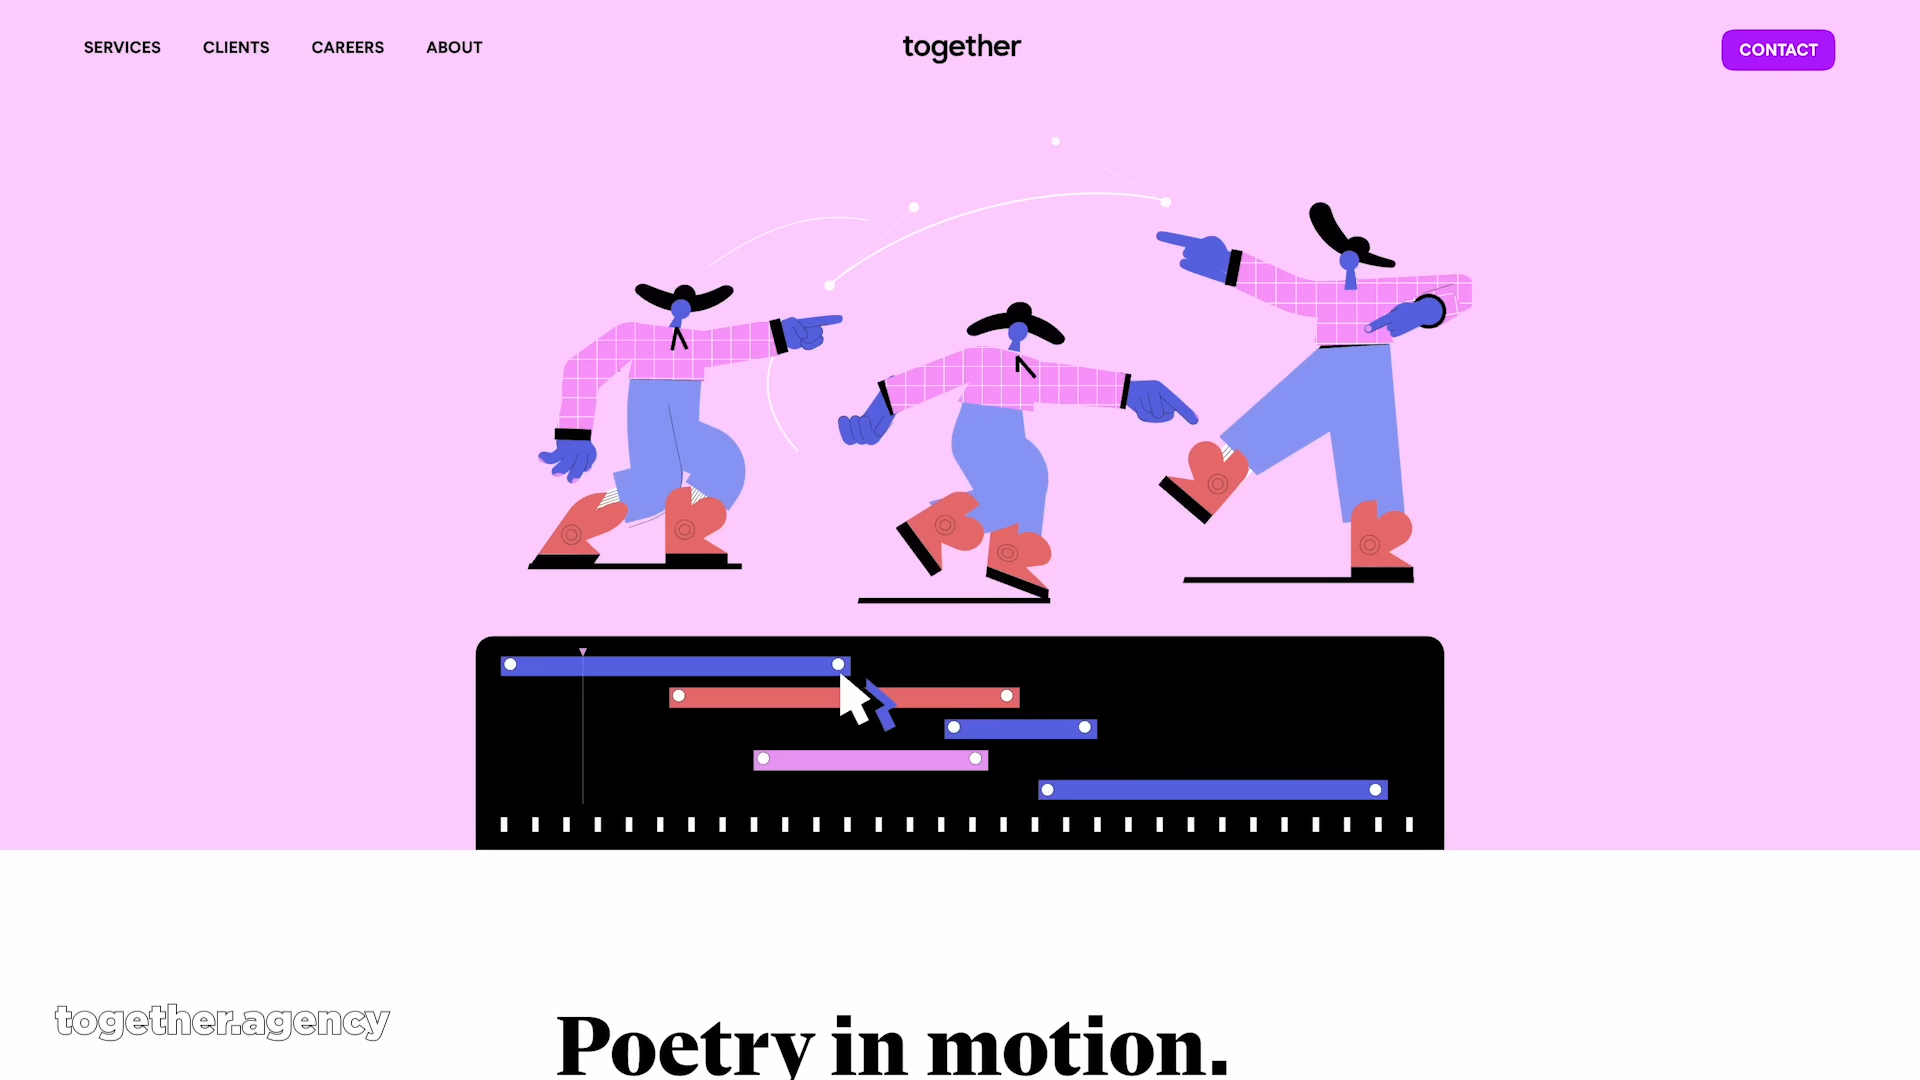 SERVICES CLIENTS CAREERS ABOUT together CONTACT
together.agency
Poetry in motion.